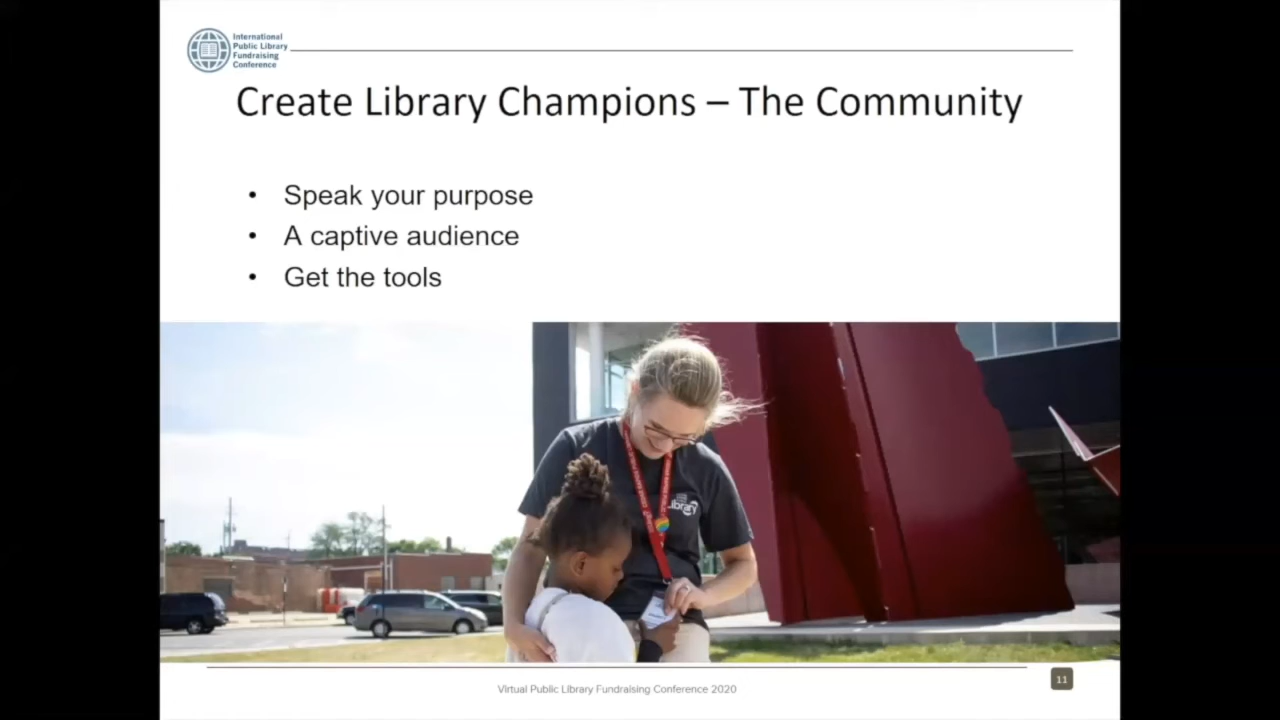 International
Public Library
Fundraising
Conference
Create Library Champions – The Community
• Speak your purpose
• A captive audience
• Get the tools
Library
Virtual Public Library Fundraising Conference 2020
11